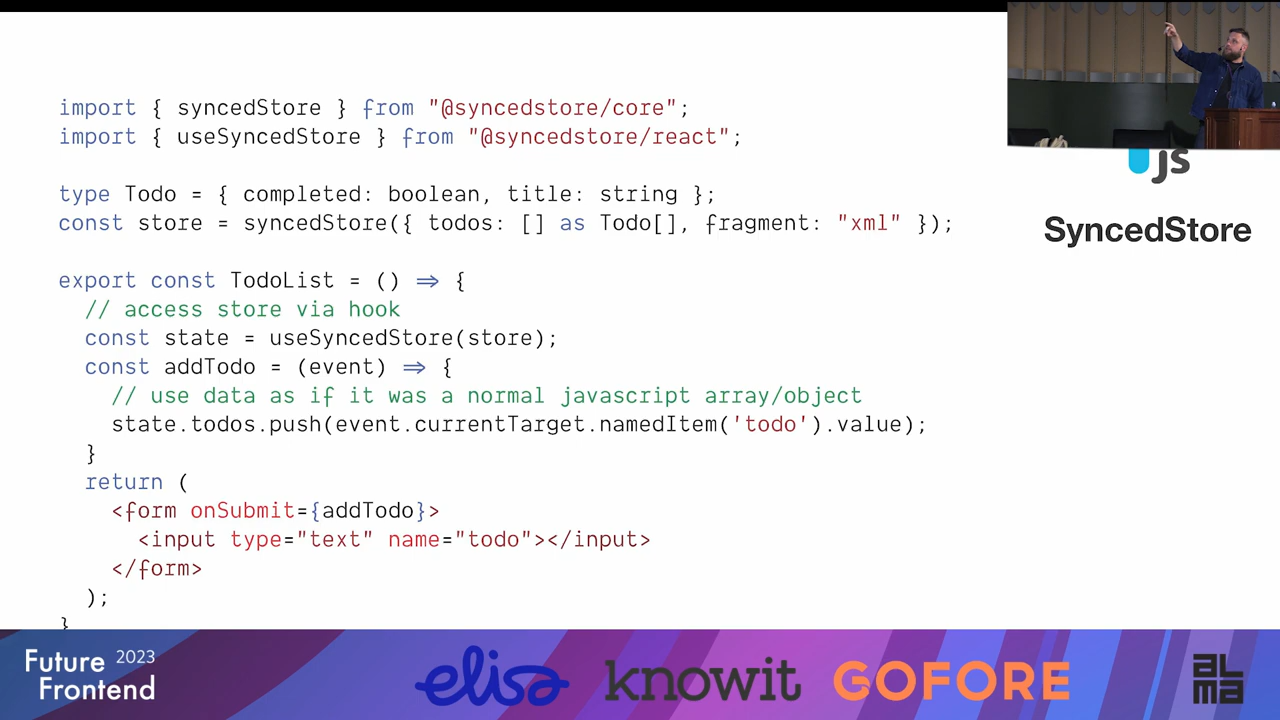 import { syncedStore } from "@syncedstore/core";
import { useSyncedStore } from "@syncedstore/react";
type Todo = { completed: boolean, title: string };
const store = syncedStore({ todos: [] as Todo[], fragment: "xml" });
export const TodoList = () => {
// access store via hook
const state = useSyncedStore(store);
const addTodo = (event) => {
// use data as if it was a normal javascript array/object
state.todos.push(event.currentTarget.namedItem('todo').value);
}
return (
<form onSubmit={addTodo}>
<input type="text" name="todo"></input>
</form>
);
}
JS
SyncedStore
Future 2023
Frontend
elisa
knowit
GOFORE
ALMA